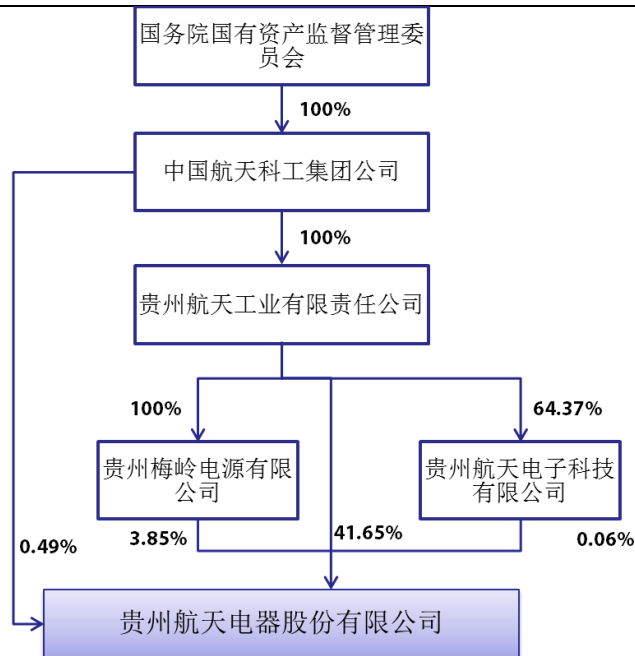 国务院国有资产监督管理委
员会
100%
中国航天科工集团公司
100%
贵州航天工业有限责任公司
100%
64.37%
贵州梅岭电源有限
公司
贵州航天电子科技
有限公司
0.49%
3.85%
41.65%
0.06%
贵州航天电器股份有限公司